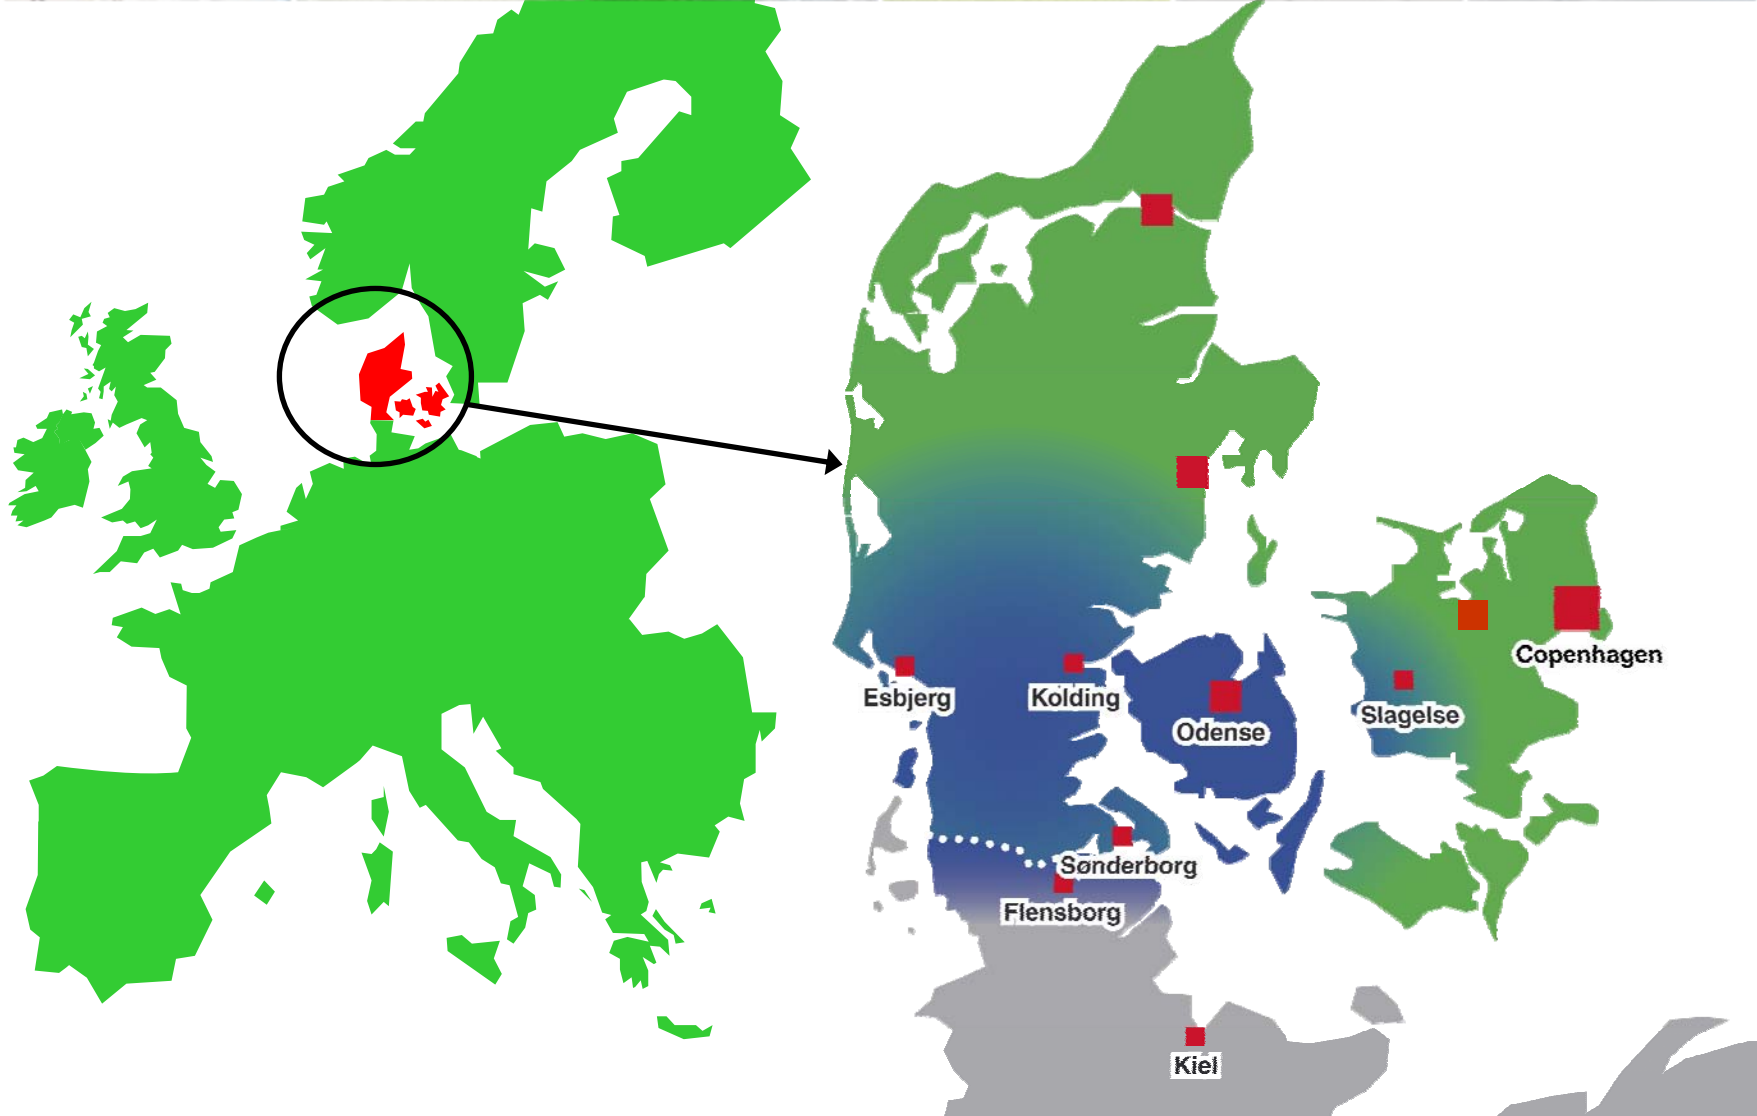 Copenhagen
Esbjerg
Kolding
Odense
Slagelse
Sønderborg
Flensborg
Kiel